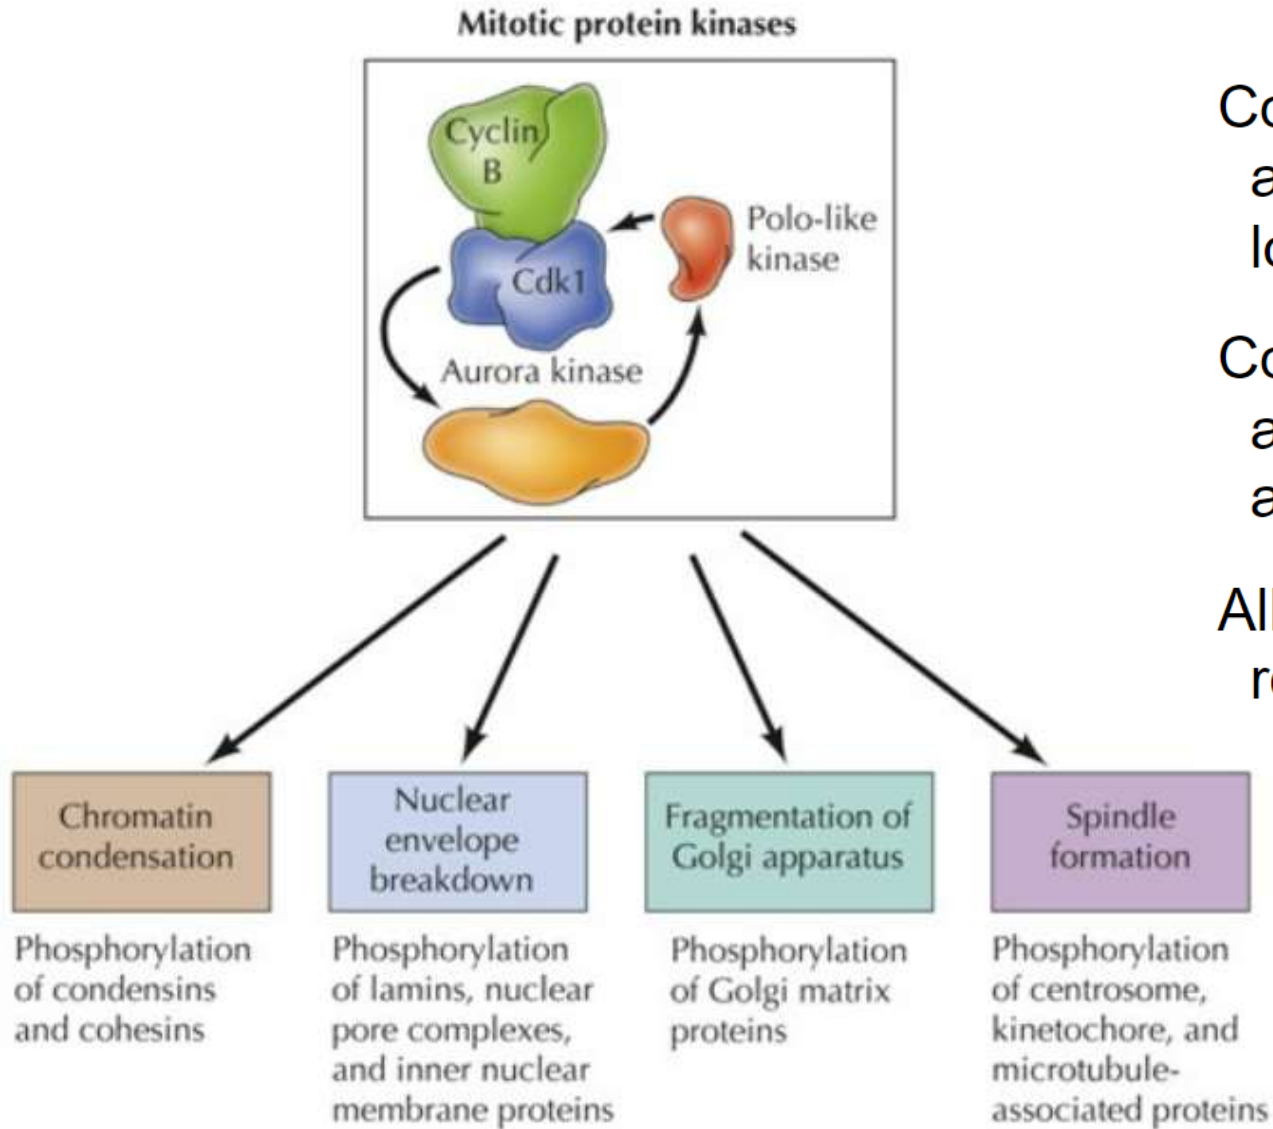 Mitotic protein kinases
Cyclin
B
Polo-like
kinase
Cdk1
Aurora kinase
Chromatin
condensation
Phosphorylation
of condensins
and cohesins
Nuclear
envelope
breakdown
Phosphorylation
of lamins, nuclear
pore complexes,
and inner nuclear
membrane proteins
Fragmentation of
Golgi apparatus
Phosphorylation
of Golgi matrix
proteins
Spindle
formation
Phosphorylation
of centrosome,
kinetochore, and
microtubule-
associated proteins